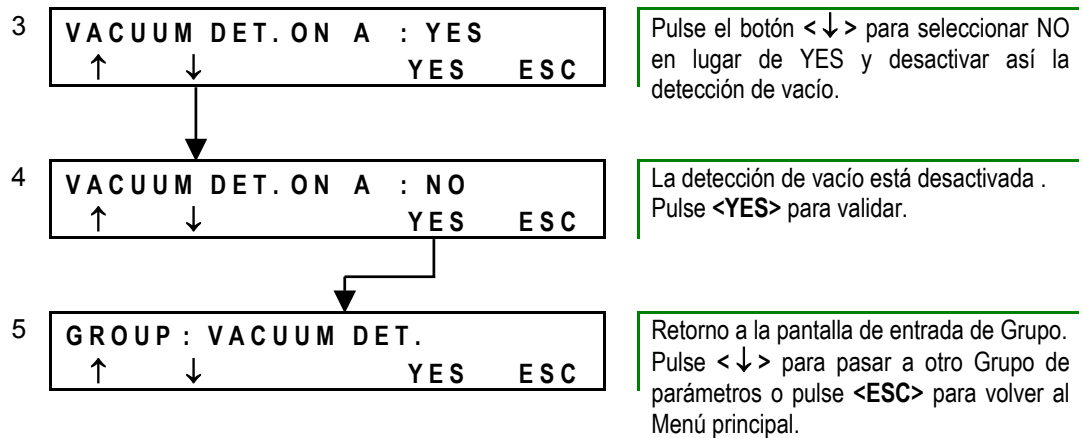 3
VACUUM DET. ON A : YES
↑ ↓ YES ESC
Pulse el botón <↓> para seleccionar NO
en lugar de YES y desactivar así la
detección de vacío.
4
VACUUM DET. ON A : NO
↑ ↓ YES ESC
La detección de vacío está desactivada .
Pulse <YES> para validar.
5
GROUP : VACUUM DET.
↑ ↓ YES ESC
Retorno a la pantalla de entrada de Grupo.
Pulse <↓> para pasar a otro Grupo de
parámetros o pulse <ESC> para volver al
Menú principal.